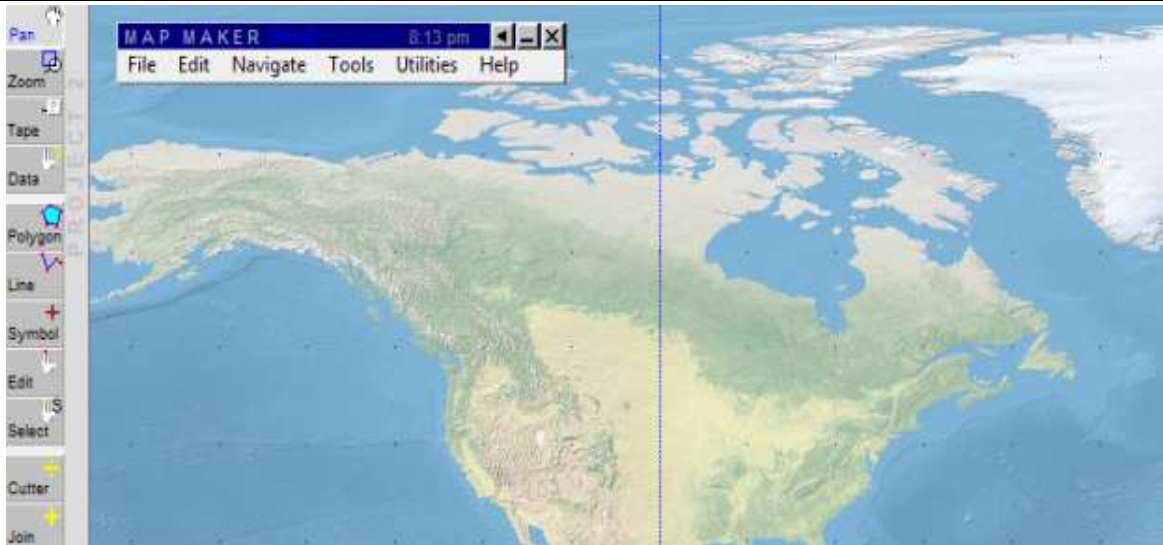 MAP MAKER 8:13 pm
File Edit Navigate Tools Utilities Help
Pan
Zoom
Tape
Data
Polygon
Line
Symbol
Edit
Select
Cutter
Join
PROJECT 2